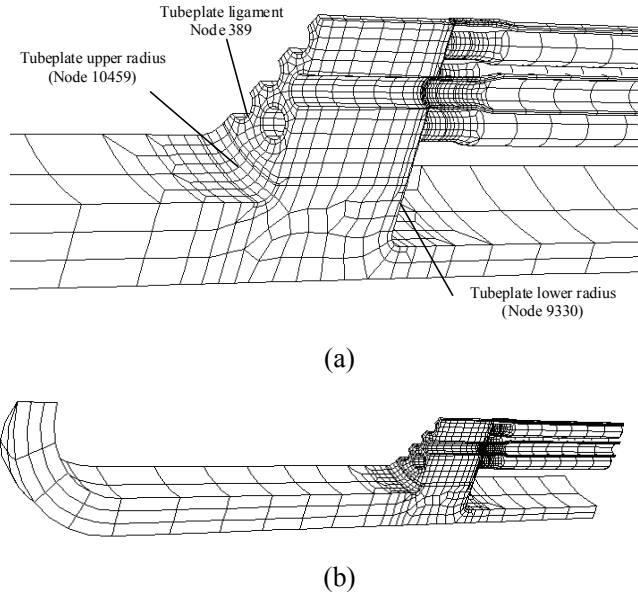 Tubeplate ligament
Node 389
Tubeplate upper radius
(Node 10459)
Tubeplate lower radius
(Node 9330)
(a)
(b)